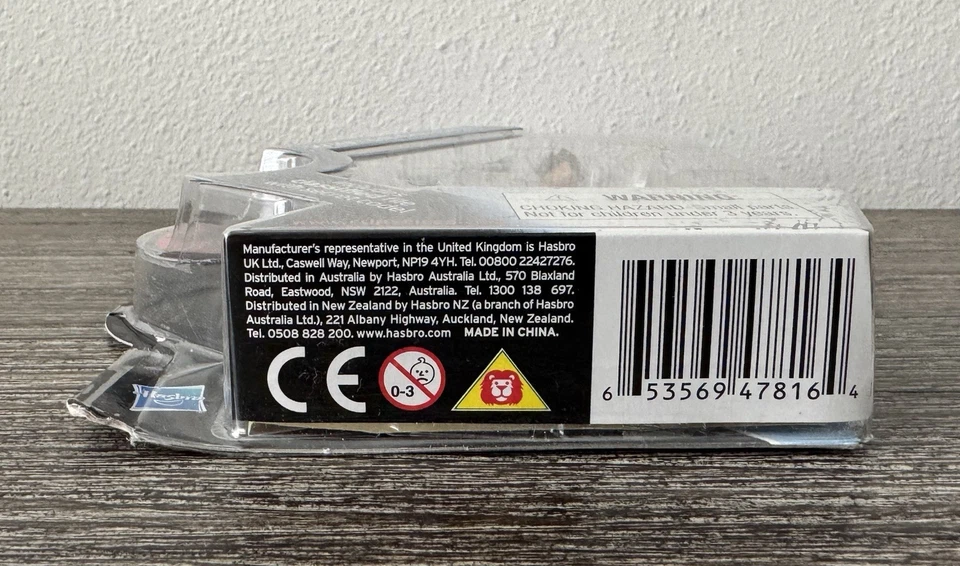 WARNING
CHOKING HAZARD - Small parts.
Not for children under 3 years.
Manufacturer's representative in the United Kingdom is Hasbro
UK Ltd., Caswell Way, Newport, NP19 4YH. Tel. 00800 22427276.
Distributed in Australia by Hasbro Australia Ltd., 570 Blaxland
Road, Eastwood, NSW 2122, Australia. Tel. 1300 138 697.
Distributed in New Zealand by Hasbro NZ (a branch of Hasbro
Australia Ltd.), 221 Albany Highway, Auckland, New Zealand.
Tel. 0508 828 200. www.hasbro.com MADE IN CHINA.
CE
0-3
Hasbro
6 53569 47816 4